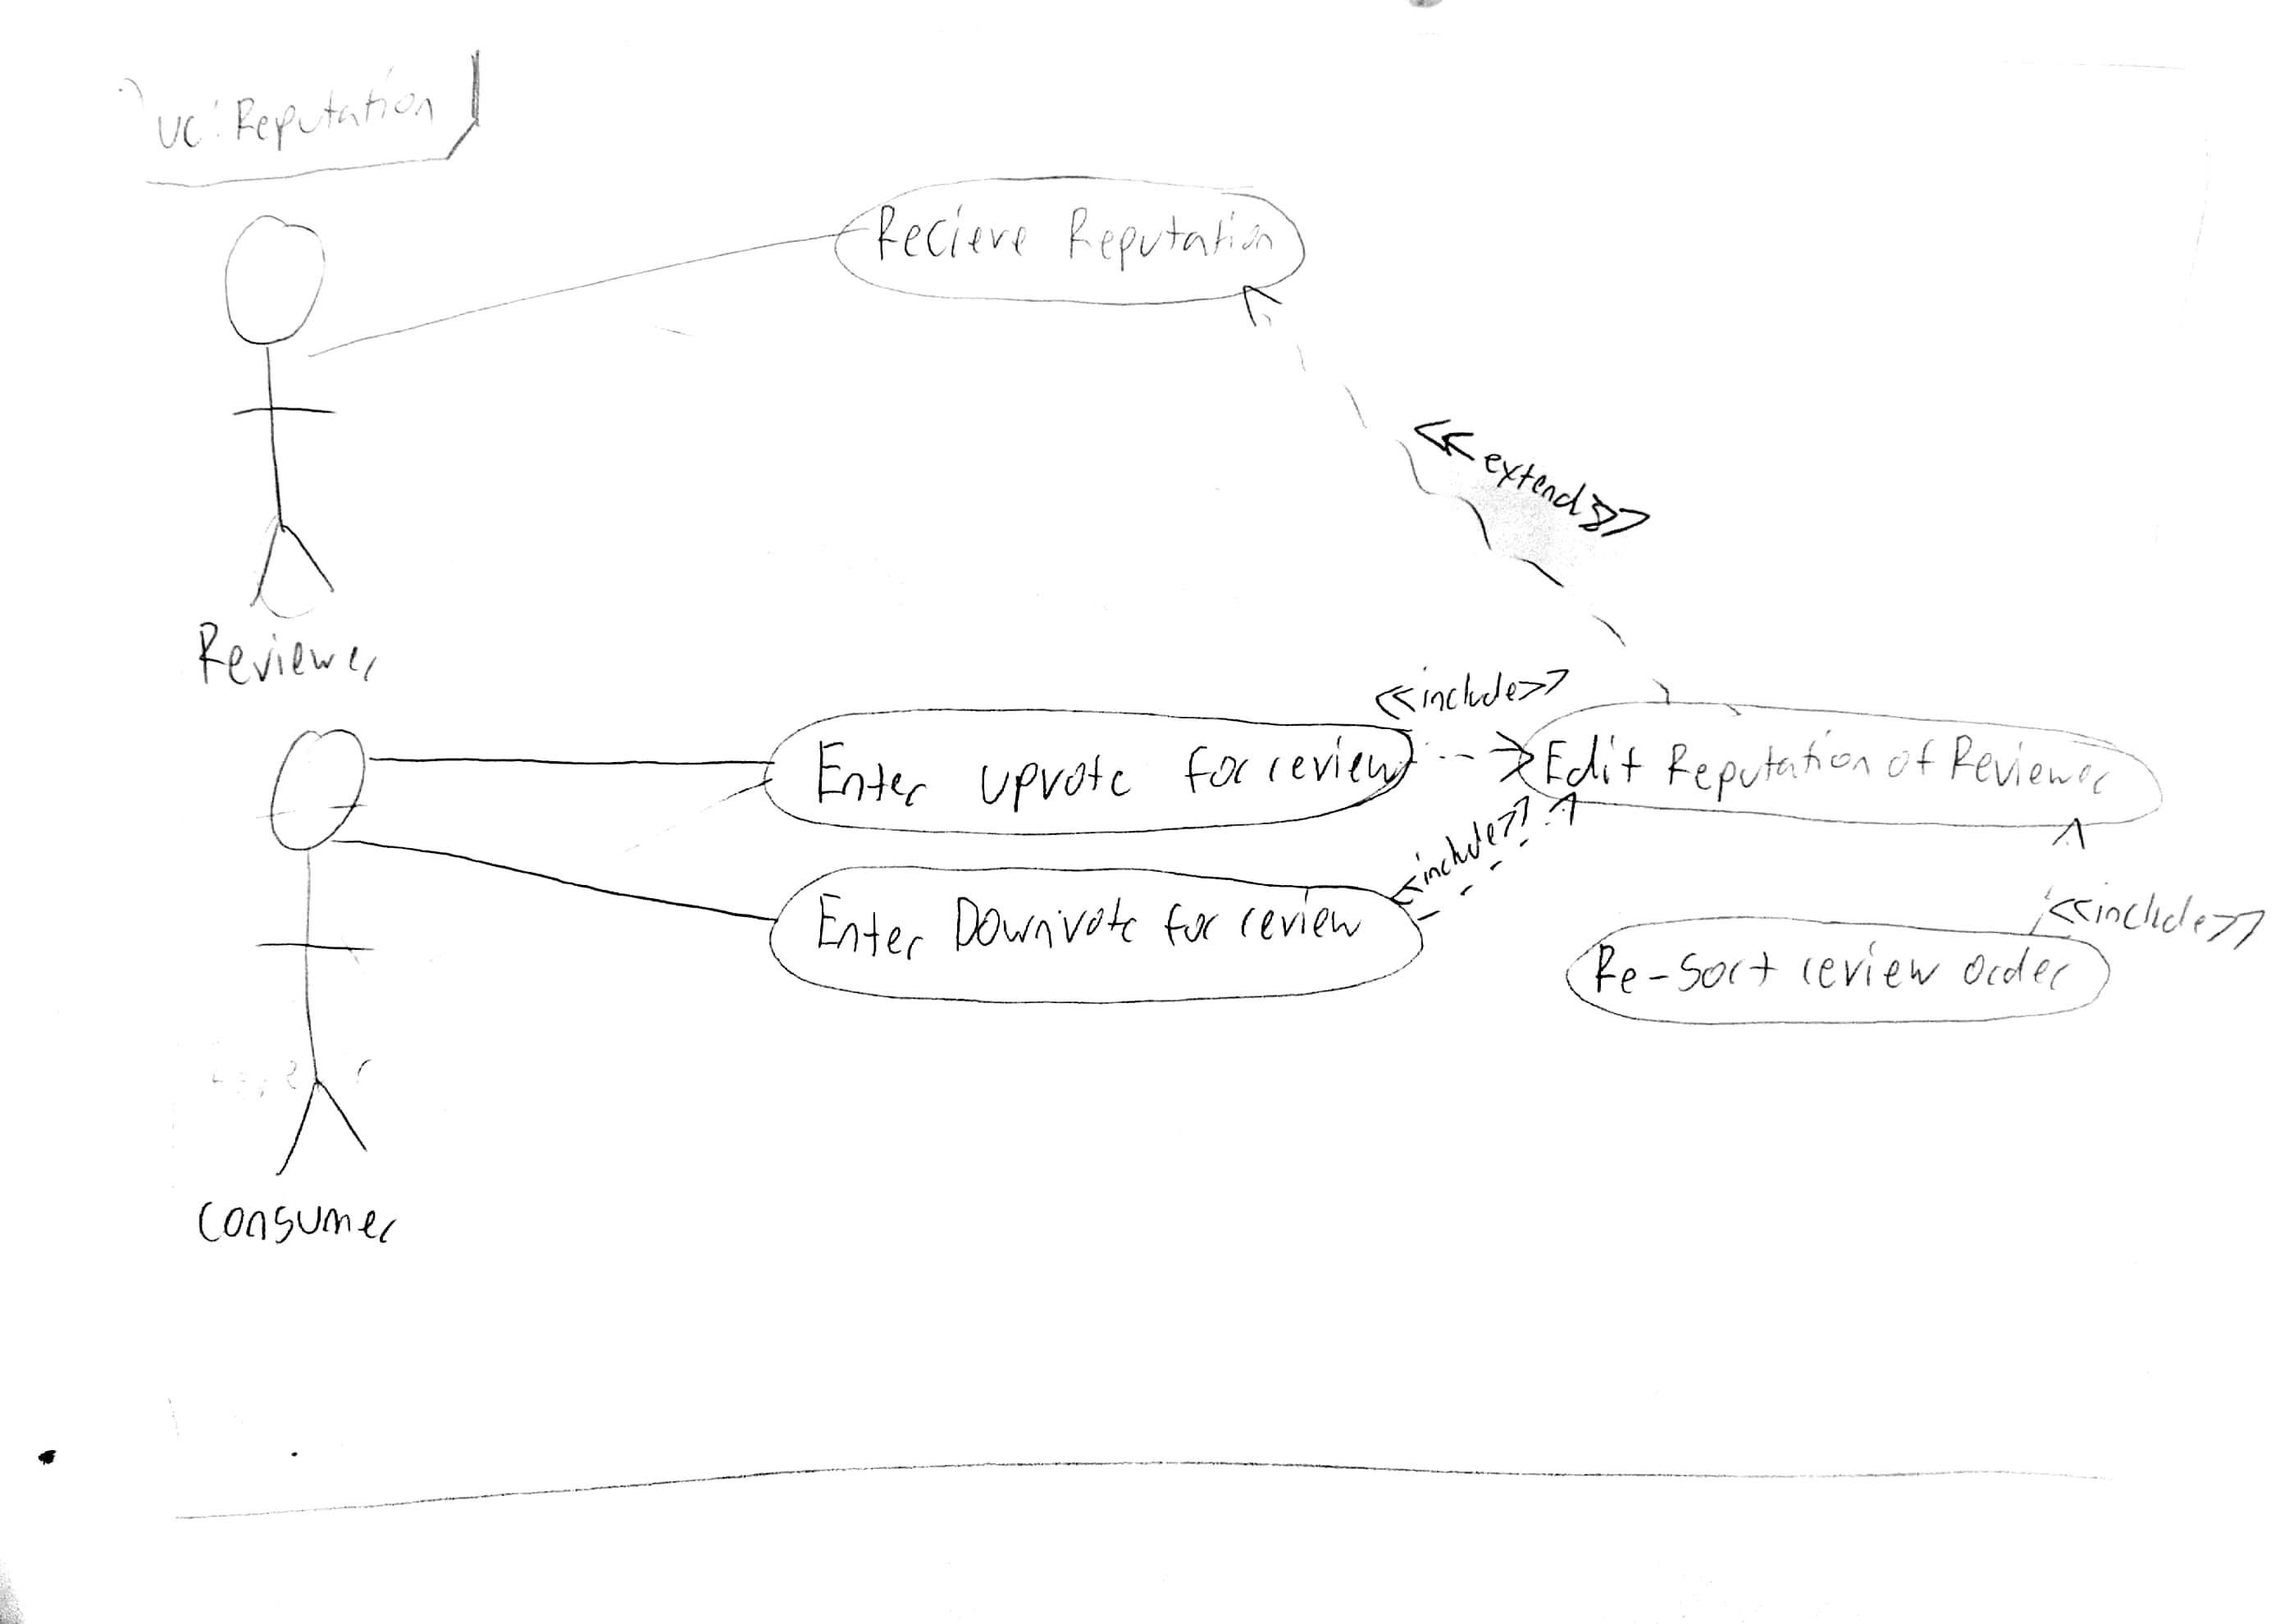 uc: Reputation
Recieve Reputation
<<extend>>
Reviewer
<<include>>
Enter upvote for review
Edit Reputation of Reviewer
<<include>>
Enter Downvote for review
<<include>>
Re-sort review order
Consumer